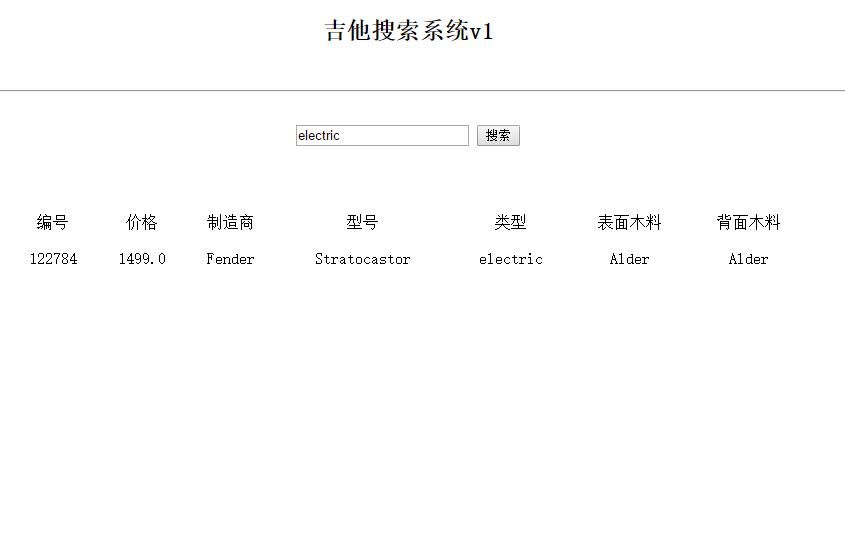 吉他搜索系统v1
electric 搜索
编号 价格 制造商 型号 类型 表面木料 背面木料
122784 1499.0 Fender Stratocastor electric Alder Alder